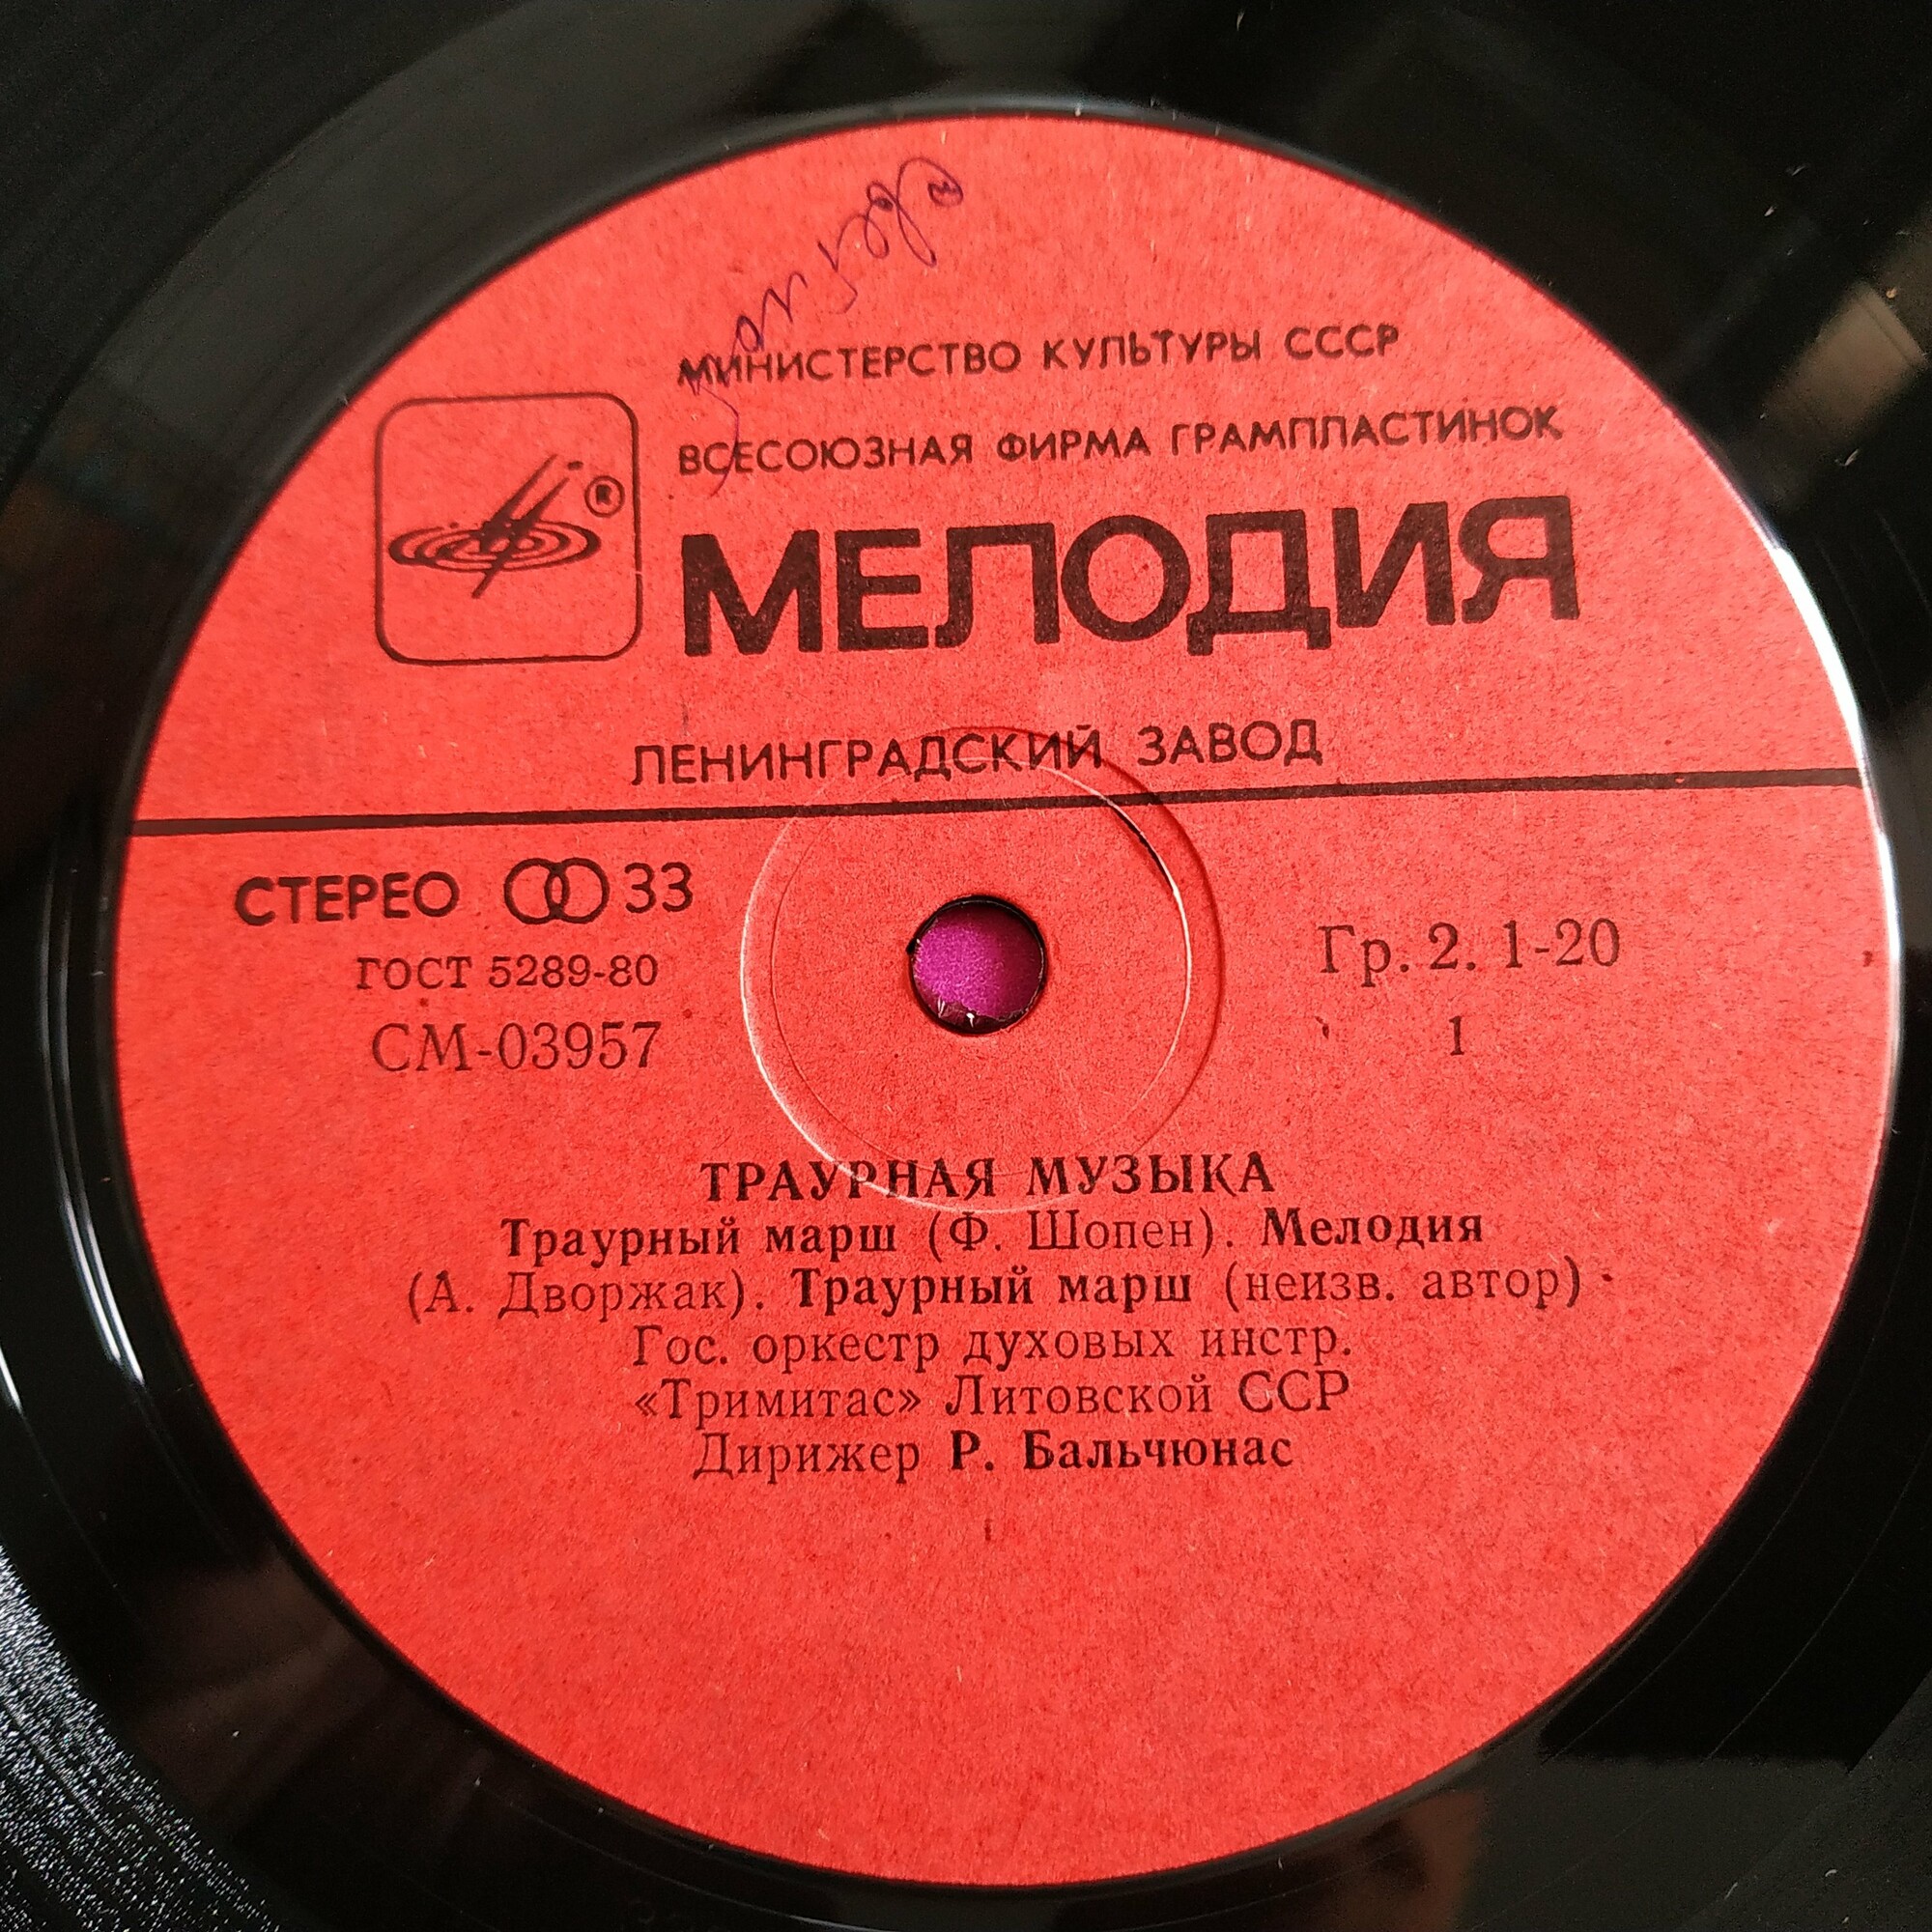 МИНИСТЕРСТВО КУЛЬТУРЫ СССР
ВСЕСОЮЗНАЯ ФИРМА ГРАМПЛАСТИНОК
®
МЕЛОДИЯ
ЛЕНИНГРАДСКИЙ ЗАВОД
СТЕРЕО 33
ГОСТ 5289-80
СМ-03957
Гр. 2. 1-20
1
ТРАУРНАЯ МУЗЫКА
Траурный марш (Ф. Шопен). Мелодия
(А. Дворжак). Траурный марш (неизв. автор)
Гос. оркестр духовых инстр.
«Тримитас» Литовской ССР
Дирижер Р. Бальчюнас